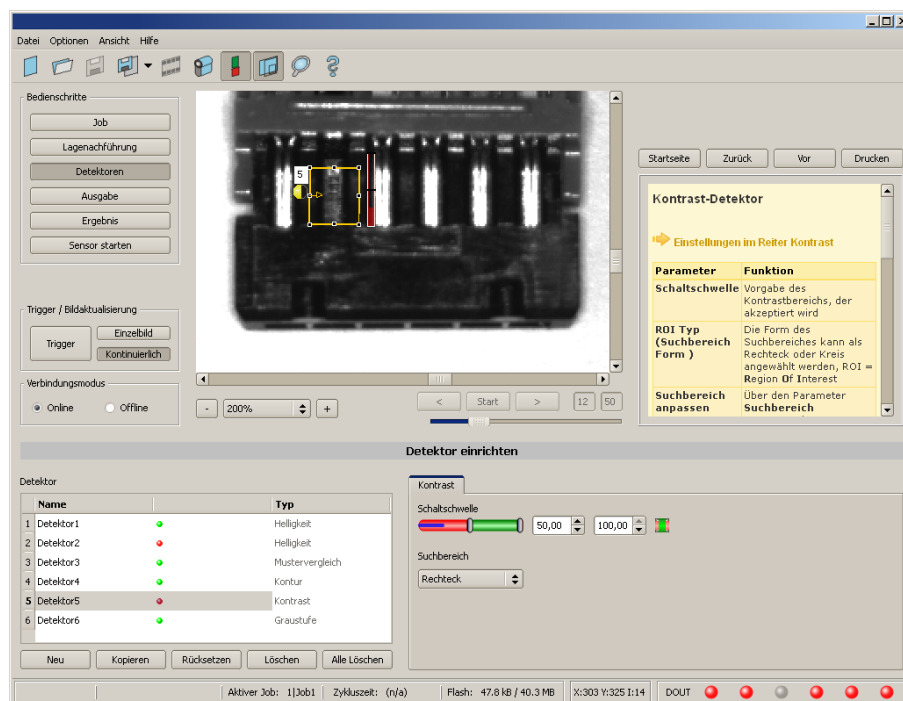 Datei Optionen Ansicht Hilfe
Bedienschritte
Job
Lagenachführung
Detektoren
Ausgabe
Ergebnis
Sensor starten
Trigger / Bildaktualisierung
Trigger
Einzelbild
Kontinuierlich
Verbindungsmodus
Online Offline
5
- 200% +
< Start > 12 50
Startseite Zurück Vor Drucken
Kontrast-Detektor
Einstellungen im Reiter Kontrast
Parameter Funktion
Schaltschwelle Vorgabe des
Kontrastbereichs, der
akzeptiert wird
ROI Typ Die Form des
(Suchbereich Suchbereiches kann als
Form ) Rechteck oder Kreis
angewählt werden, ROI =
Region Of Interest
Suchbereich Über den Parameter
anpassen Suchbereich
Detektor einrichten
Detektor
Name Typ
1 Detektor1 Helligkeit
2 Detektor2 Helligkeit
3 Detektor3 Mustervergleich
4 Detektor4 Kontur
5 Detektor5 Kontrast
6 Detektor6 Graustufe
Neu Kopieren Rücksetzen Löschen Alle Löschen
Kontrast
Schaltschwelle
50,00 100,00
Suchbereich
Rechteck
Aktiver Job: 1|Job1 Zykluszeit: (n/a) Flash: 47.8 kB / 40.3 MB X:303 Y:325 I:14 DOUT